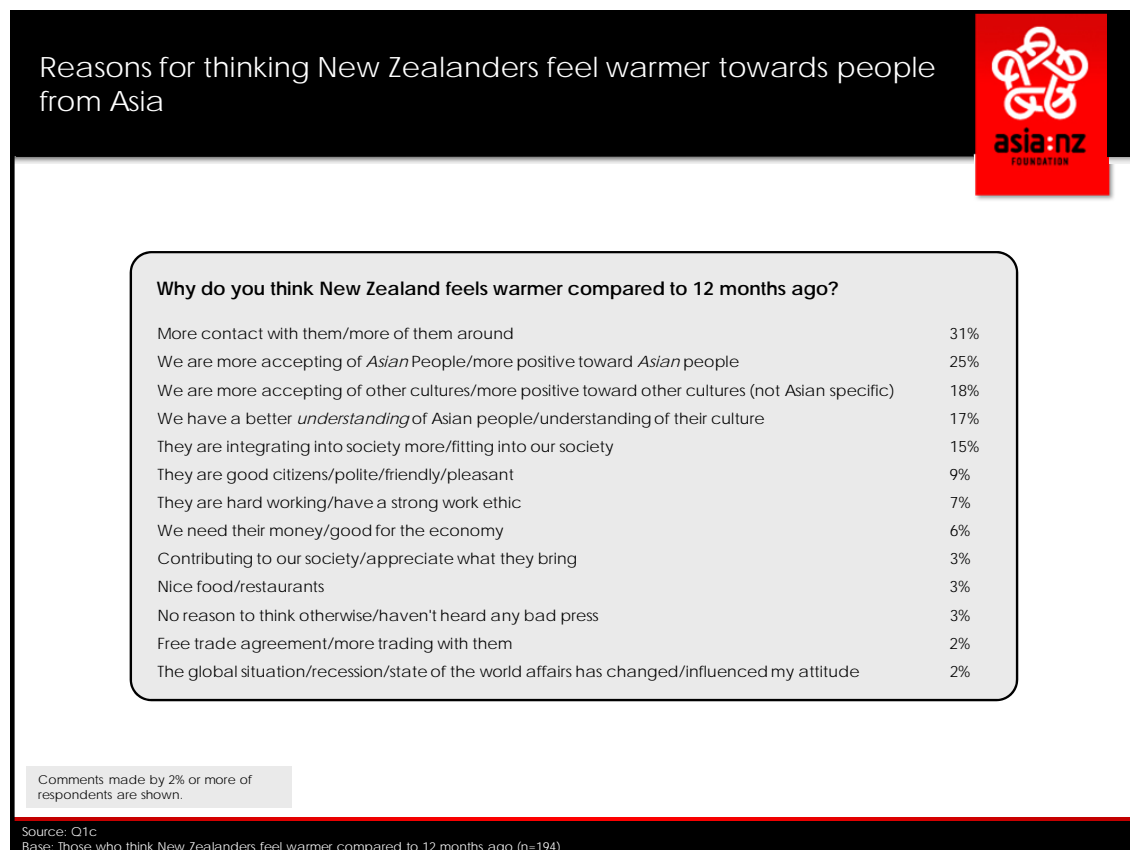 Reasons for thinking New Zealanders feel warmer towards people
from Asia
asia:nz
FOUNDATION
Why do you think New Zealand feels warmer compared to 12 months ago?
More contact with them/more of them around 31%
We are more accepting of Asian People/more positive toward Asian people 25%
We are more accepting of other cultures/more positive toward other cultures (not Asian specific) 18%
We have a better understanding of Asian people/understanding of their culture 17%
They are integrating into society more/fitting into our society 15%
They are good citizens/polite/friendly/pleasant 9%
They are hard working/have a strong work ethic 7%
We need their money/good for the economy 6%
Contributing to our society/appreciate what they bring 3%
Nice food/restaurants 3%
No reason to think otherwise/haven't heard any bad press 3%
Free trade agreement/more trading with them 2%
The global situation/recession/state of the world affairs has changed/influenced my attitude 2%
Comments made by 2% or more of
respondents are shown.
Source: Q1c
Base: Those who think New Zealanders feel warmer compared to 12 months ago (n=194)